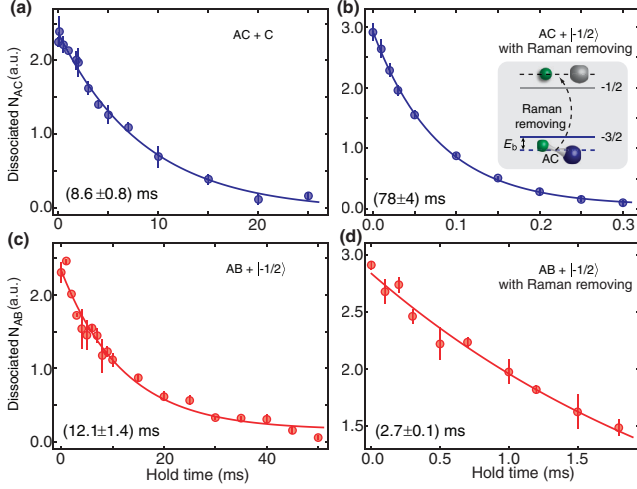 (a)
AC + C
Dissociated N_AC (a.u.)
2.0
1.0
0.0
(8.6±0.8) ms
0
10
20
(b)
AC + |-1/2⟩
with Raman removing
3.0
2.0
1.0
0.0
-1/2
Raman
removing
-3/2
E_b
AC
(78±4) ms
0.0
0.1
0.2
0.3
(c)
AB + |-1/2⟩
Dissociated N_AB (a.u.)
2.0
1.0
0.0
(12.1±1.4) ms
0
20
40
Hold time (ms)
(d)
AB + |-1/2⟩
with Raman removing
3.0
2.5
2.0
1.5
(2.7±0.1) ms
0.0
0.5
1.0
1.5
Hold time (ms)